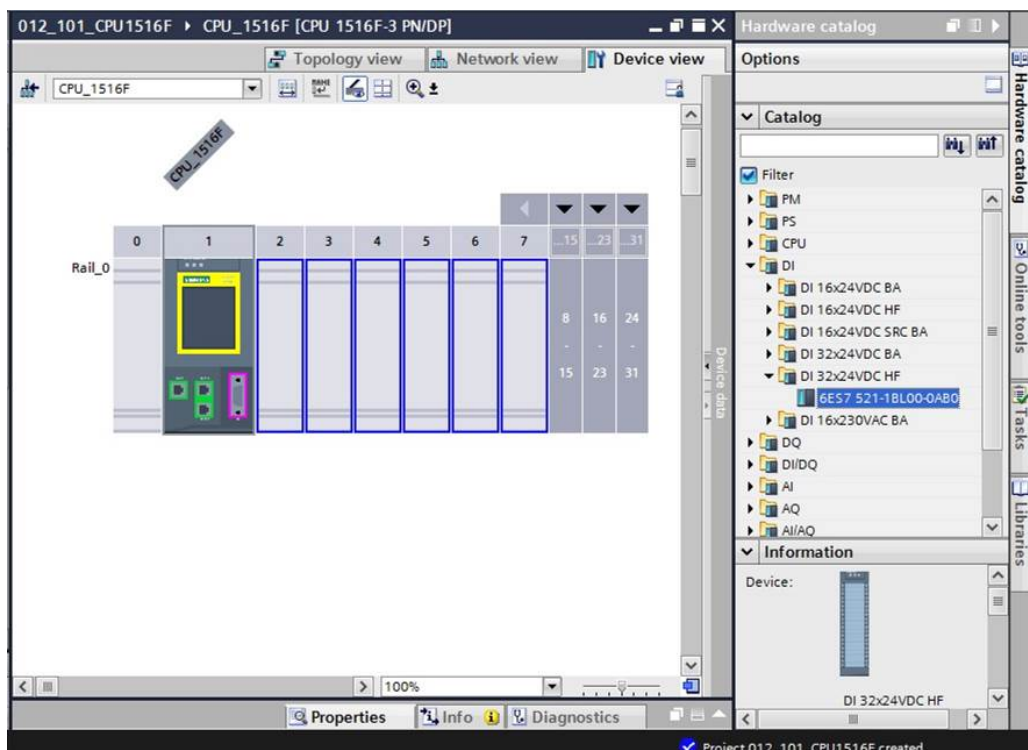 012_101_CPU1516F ▸ CPU_1516F [CPU 1516F-3 PN/DP]
Topology view Network view Device view
CPU_1516F
CPU_1516F
0 1 2 3 4 5 6 7 ...15 ...23 ...31
Rail_0
SIEMENS
8 16 24
- - -
15 23 31
Device data
100%
Properties Info Diagnostics
Hardware catalog
Options
Catalog
Filter
PM
PS
CPU
DI
DI 16x24VDC BA
DI 16x24VDC HF
DI 16x24VDC SRC BA
DI 32x24VDC BA
DI 32x24VDC HF
6ES7 521-1BL00-0AB0
DI 16x230VAC BA
DQ
DI/DQ
AI
AQ
AI/AQ
Information
Device:
DI 32x24VDC HF
Hardware catalog
Online tools
Tasks
Libraries
Project 012_101_CPU1516F created.